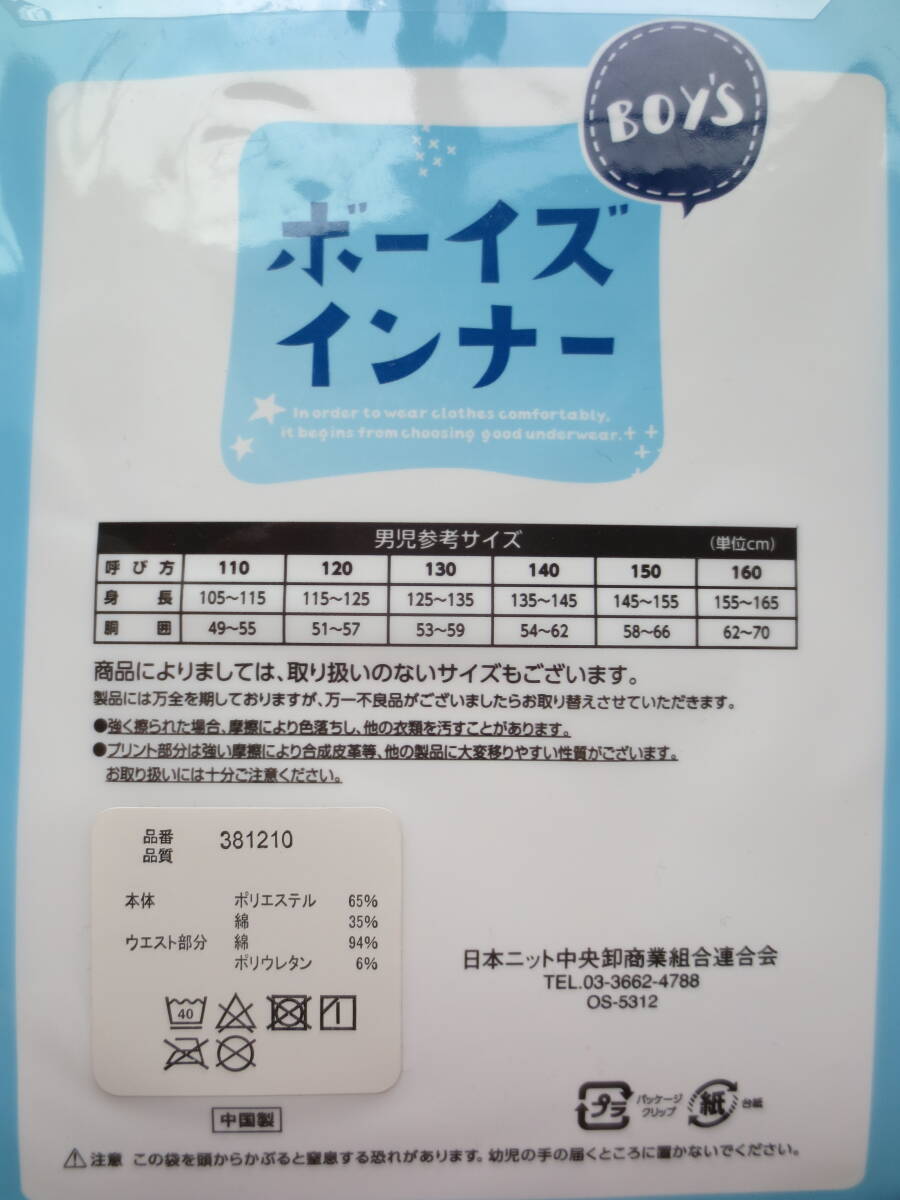 BOY'S
ボーイズ
インナー
In order to wear clothes comfortably,
it begins from choosing good underwear.
男児参考サイズ (単位cm)
呼び方 110 120 130 140 150 160
身長 105〜115 115〜125 125〜135 135〜145 145〜155 155〜165
胴囲 49〜55 51〜57 53〜59 54〜62 58〜66 62〜70
商品によりましては、取り扱いのないサイズもございます。
製品には万全を期しておりますが、万一不良品がございましたらお取り替えさせていただきます。
●強く擦られた場合、摩擦により色落ちし、他の衣類を汚すことがあります。
●プリント部分は強い摩擦により合成皮革等、他の製品に大変移りやすい性質がございます。
お取り扱いには十分ご注意ください。
品番 381210
品質
本体 ポリエステル 65%
綿 35%
ウエスト部分 綿 94%
ポリウレタン 6%
40
日本ニット中央卸商業組合連合会
TEL.03-3662-4788
OS-5312
中国製
プラ パッケージ クリップ 紙 台紙
注意 この袋を頭からかぶると窒息する恐れがあります。幼児の手の届くところに置かないでください。